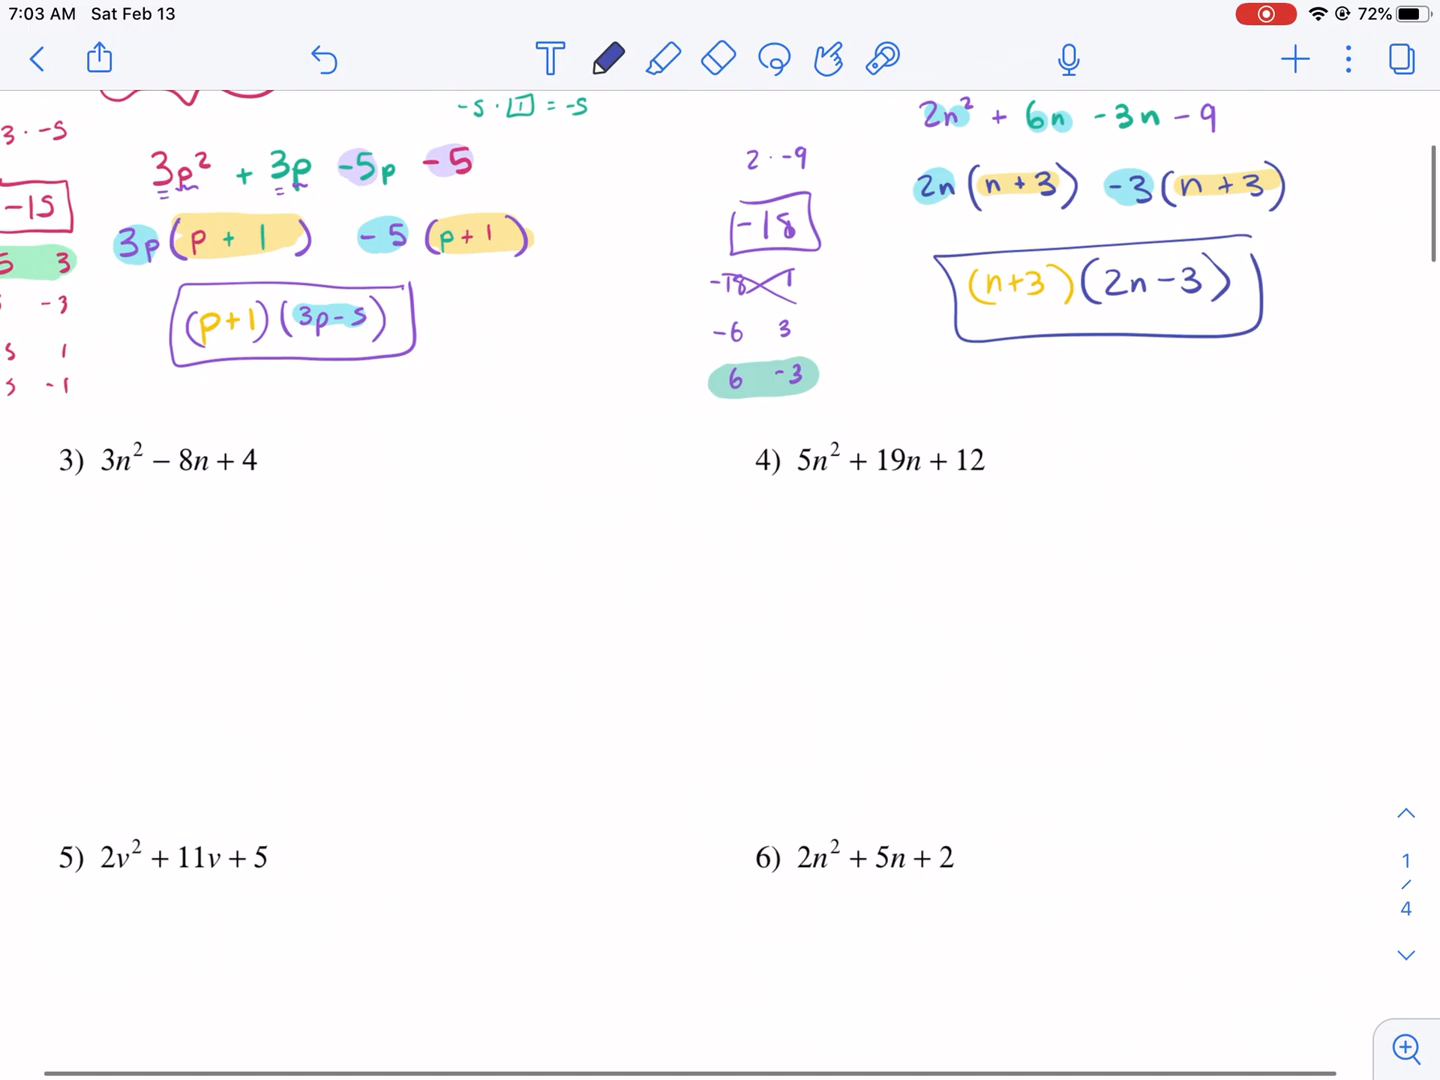 7:03 AM Sat Feb 13
72%
T
3 · -5
-15
5 3
-3
5 1
5 -1
-5 · 1 = -5
3p² + 3p -5p -5
3p(p + 1) -5(p+1)
(p+1)(3p-5)
2 · -9
-18
-18 1
-6 3
6 -3
2n² + 6n -3n -9
2n(n+3) -3(n+3)
(n+3)(2n-3)
3) 3n² − 8n + 4
4) 5n² + 19n + 12
5) 2v² + 11v + 5
6) 2n² + 5n + 2
1
/
4